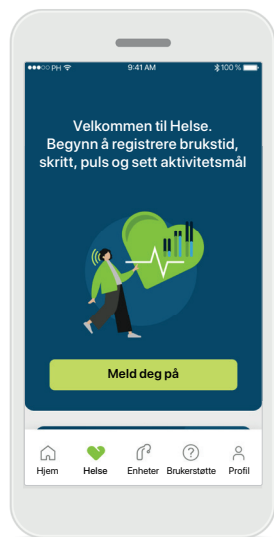 PH 9:41 AM 100 %
Velkommen til Helse.
Begynn å registrere brukstid,
skritt, puls og sett aktivitetsmål
Meld deg på
Hjem Helse Enheter Brukerstøtte Profil